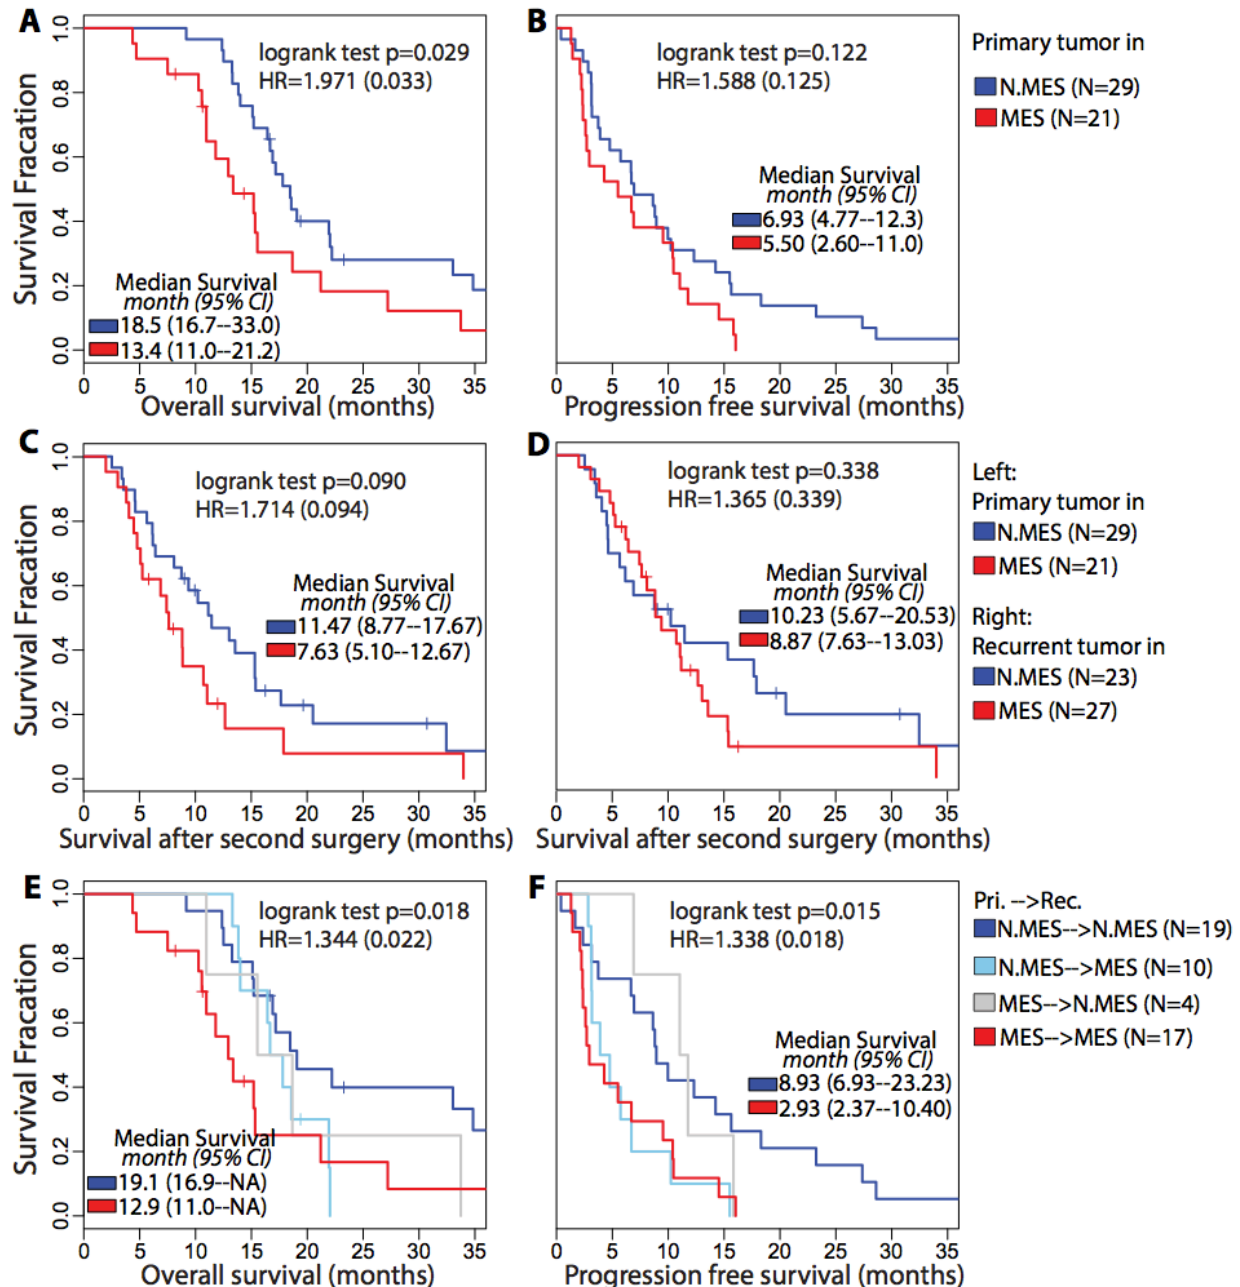 A
logrank test p=0.029
HR=1.971 (0.033)
Survival Fracation
1.0
0.8
0.6
0.4
0.2
0.0
Median Survival
month (95% CI)
18.5 (16.7--33.0)
13.4 (11.0--21.2)
0 5 10 15 20 25 30 35
Overall survival (months)
B
logrank test p=0.122
HR=1.588 (0.125)
Median Survival
month (95% CI)
6.93 (4.77--12.3)
5.50 (2.60--11.0)
0 5 10 15 20 25 30 35
Progression free survival (months)
Primary tumor in
N.MES (N=29)
MES (N=21)
C
logrank test p=0.090
HR=1.714 (0.094)
Survival Fracation
1.0
0.8
0.6
0.4
0.2
0.0
Median Survival
month (95% CI)
11.47 (8.77--17.67)
7.63 (5.10--12.67)
0 5 10 15 20 25 30 35
Survival after second surgery (months)
D
logrank test p=0.338
HR=1.365 (0.339)
Median Survival
month (95% CI)
10.23 (5.67--20.53)
8.87 (7.63--13.03)
0 5 10 15 20 25 30 35
Survival after second surgery (months)
Left:
Primary tumor in
N.MES (N=29)
MES (N=21)
Right:
Recurrent tumor in
N.MES (N=23)
MES (N=27)
E
logrank test p=0.018
HR=1.344 (0.022)
Survival Fracation
1.0
0.8
0.6
0.4
0.2
0.0
Median Survival
month (95% CI)
19.1 (16.9--NA)
12.9 (11.0--NA)
0 5 10 15 20 25 30 35
Overall survival (months)
F
logrank test p=0.015
HR=1.338 (0.018)
Median Survival
month (95% CI)
8.93 (6.93--23.23)
2.93 (2.37--10.40)
0 5 10 15 20 25 30 35
Progression free survival (months)
Pri. -->Rec.
N.MES-->N.MES (N=19)
N.MES-->MES (N=10)
MES-->N.MES (N=4)
MES-->MES (N=17)